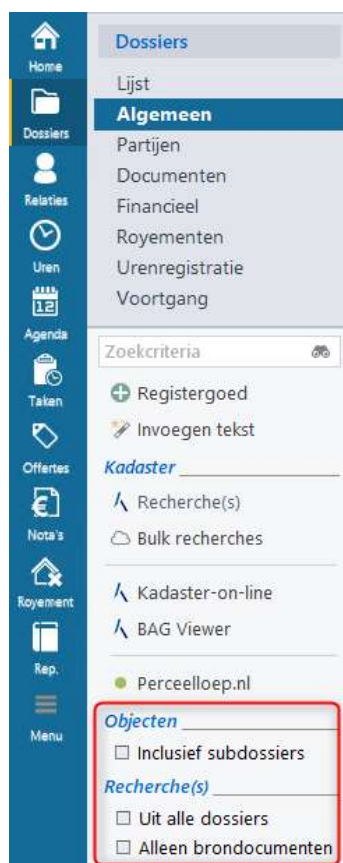 Home
Dossiers
Relaties
Uren
12
Agenda
Taken
Offertes
€
Nota's
Royement
Rep.
Menu
Dossiers
Lijst
Algemeen
Partijen
Documenten
Financieel
Royementen
Urenregistratie
Voortgang
Zoekcriteria
Registergoed
Invoegen tekst
Kadaster
Recherche(s)
Bulk recherches
Kadaster-on-line
BAG Viewer
Perceelloep.nl
Objecten
Inclusief subdossiers
Recherche(s)
Uit alle dossiers
Alleen brondocumenten